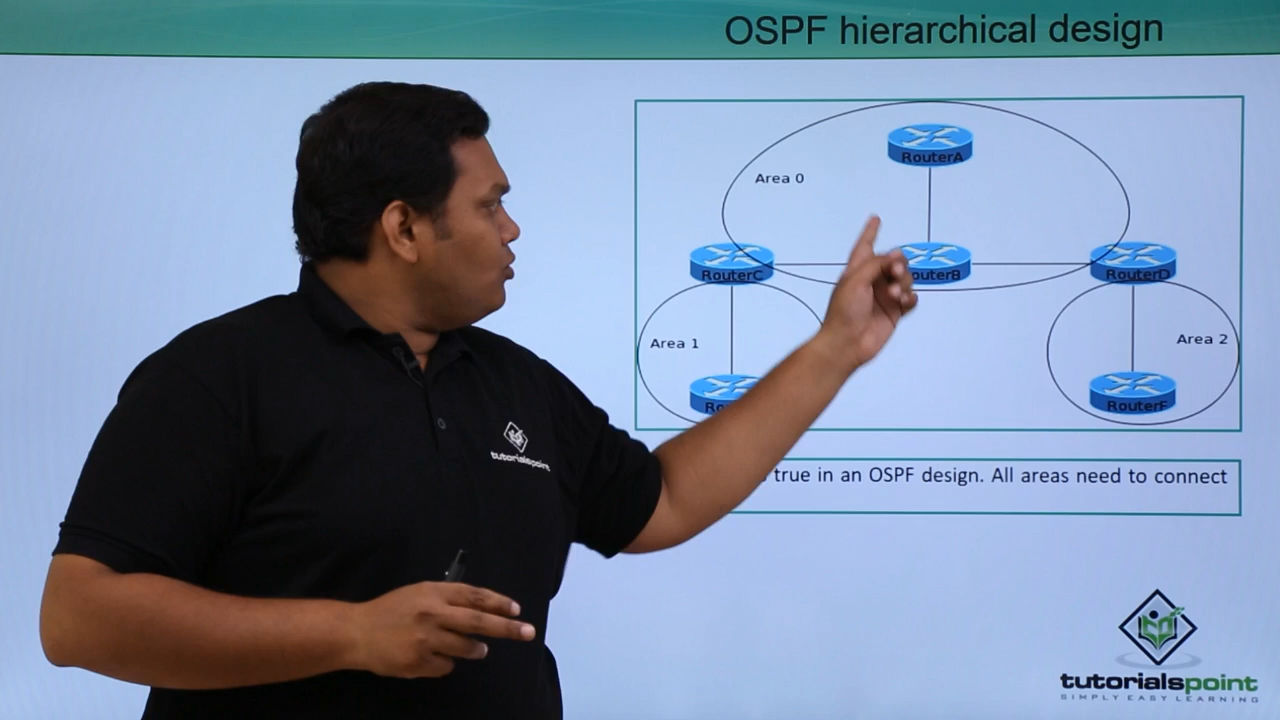 OSPF hierarchical design
RouterA
Area 0
RouterC
RouterD
Area 1
Area 2
RouterF
true in an OSPF design. All areas need to connect
tutorialspoint
tutorialspoint
SIMPLY EASY LEARNING